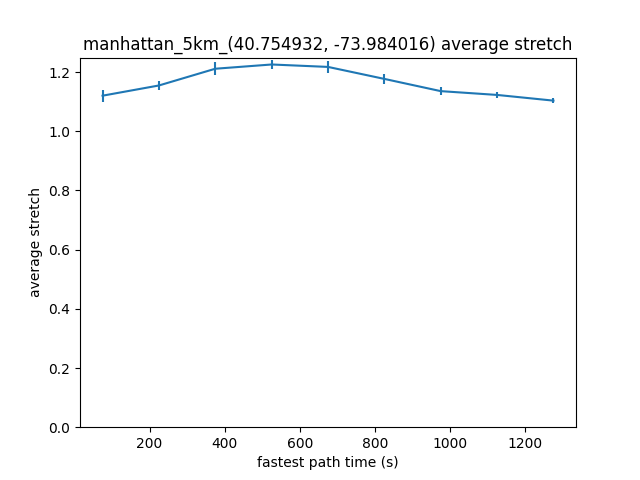 manhattan_5km_(40.754932, -73.984016) average stretch
1.2
1.0
0.8
0.6
0.4
0.2
0.0
average stretch
200 400 600 800 1000 1200
fastest path time (s)